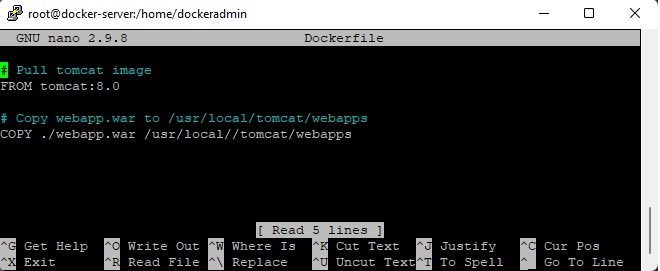 root@docker-server:/home/dockeradmin
GNU nano 2.9.8 Dockerfile
# Pull tomcat image
FROM tomcat:8.0
# Copy webapp.war to /usr/local/tomcat/webapps
COPY ./webapp.war /usr/local//tomcat/webapps
[ Read 5 lines ]
^G Get Help ^O Write Out ^W Where Is ^K Cut Text ^J Justify ^C Cur Pos
^X Exit ^R Read File ^\ Replace ^U Uncut Text ^T To Spell ^_ Go To Line